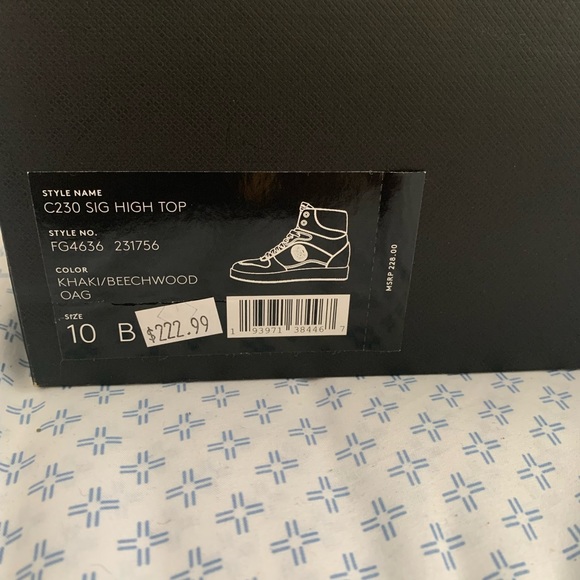 STYLE NAME
C230 SIG HIGH TOP
STYLE NO.
FG4636 231756
COLOR
KHAKI/BEECHWOOD
OAG
SIZE
10 B
$222.99
1 93971 38446 7
MSRP 228.00